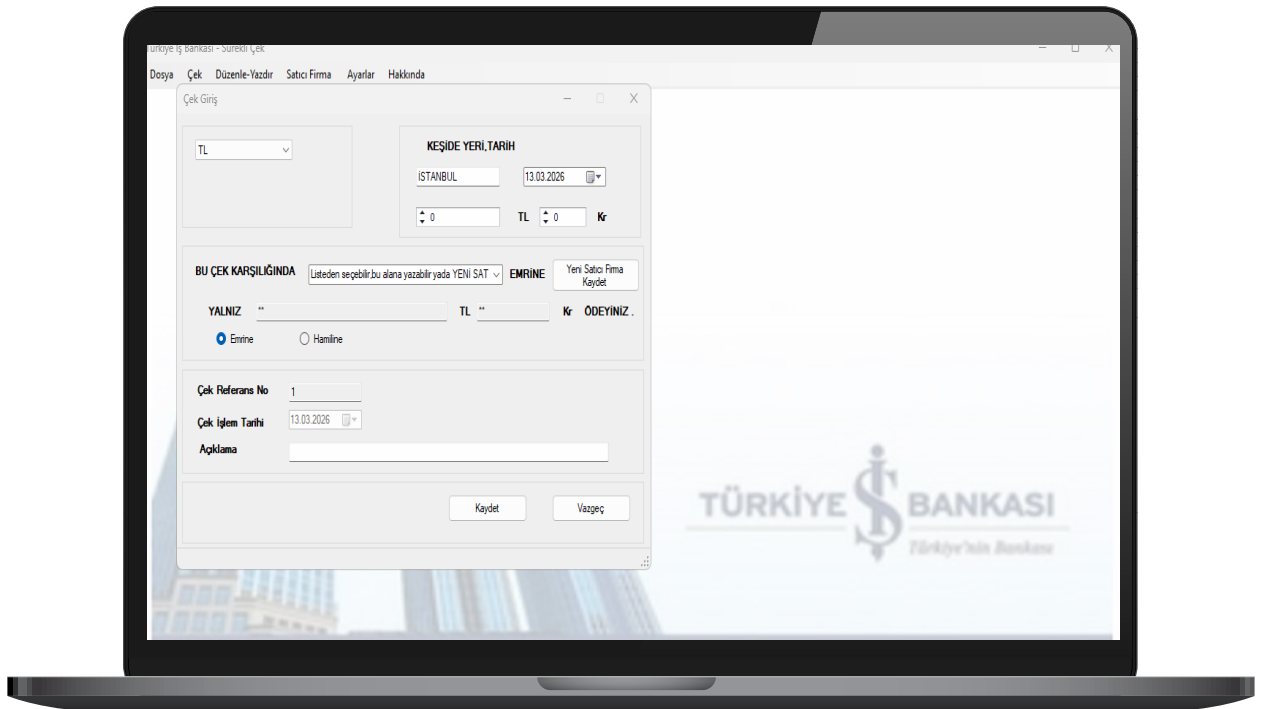 Türkiye İş Bankası - Sürekli Çek
Dosya Çek Düzenle-Yazdır Satıcı Firma Ayarlar Hakkında
Çek Giriş
TL
KEŞİDE YERİ,TARİH
İSTANBUL 13.03.2026
0 TL 0 Kr
BU ÇEK KARŞILIĞINDA Listeden seçebilir,bu alana yazabilir yada YENİ SAT EMRİNE Yeni Satıcı Firma
Kaydet
YALNIZ ** TL ** Kr ÖDEYİNİZ .
Emrine Hamiline
Çek Referans No 1
Çek İşlem Tarihi 13.03.2026
Açıklama
Kaydet Vazgeç
TÜRKİYE İŞ BANKASI
Türkiye'nin Bankası